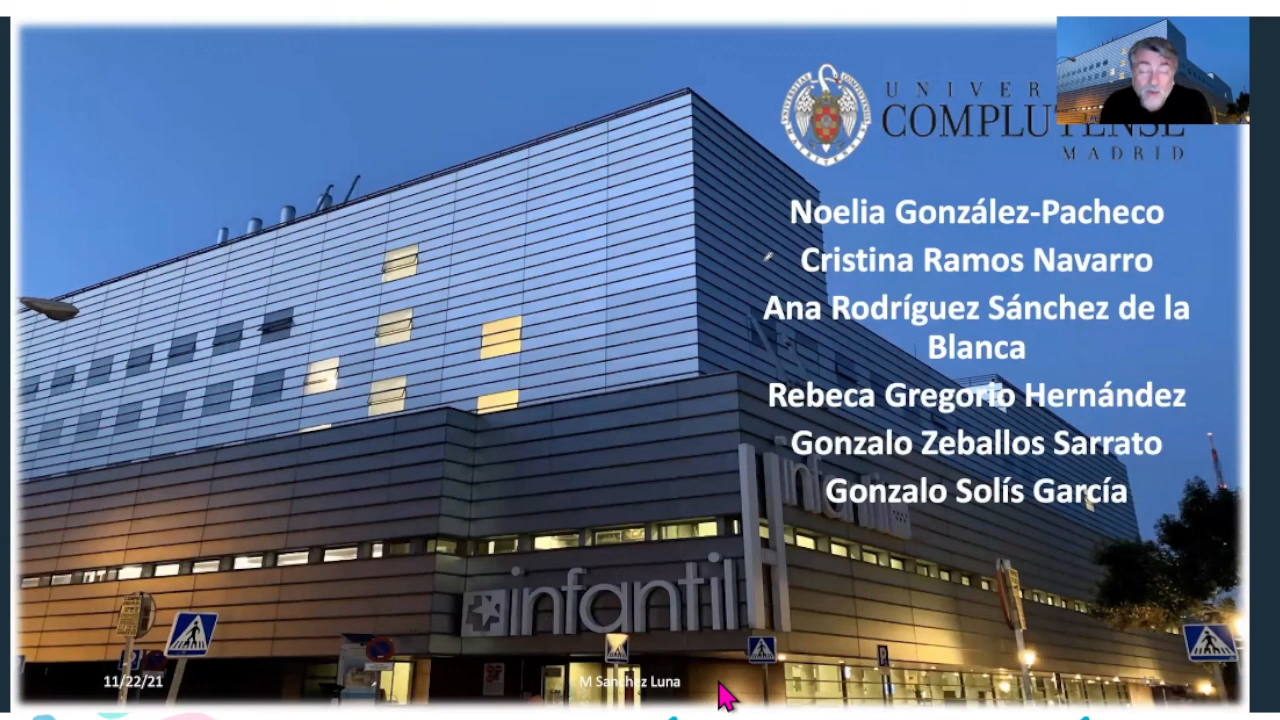 UNIVER
COMPLUTENSE
MADRID
Noelia González-Pacheco
Cristina Ramos Navarro
Ana Rodríguez Sánchez de la
Blanca
Rebeca Gregorio Hernández
Gonzalo Zeballos Sarrato
Gonzalo Solís García
infantil
infantil
11/22/21
M Sanchez Luna